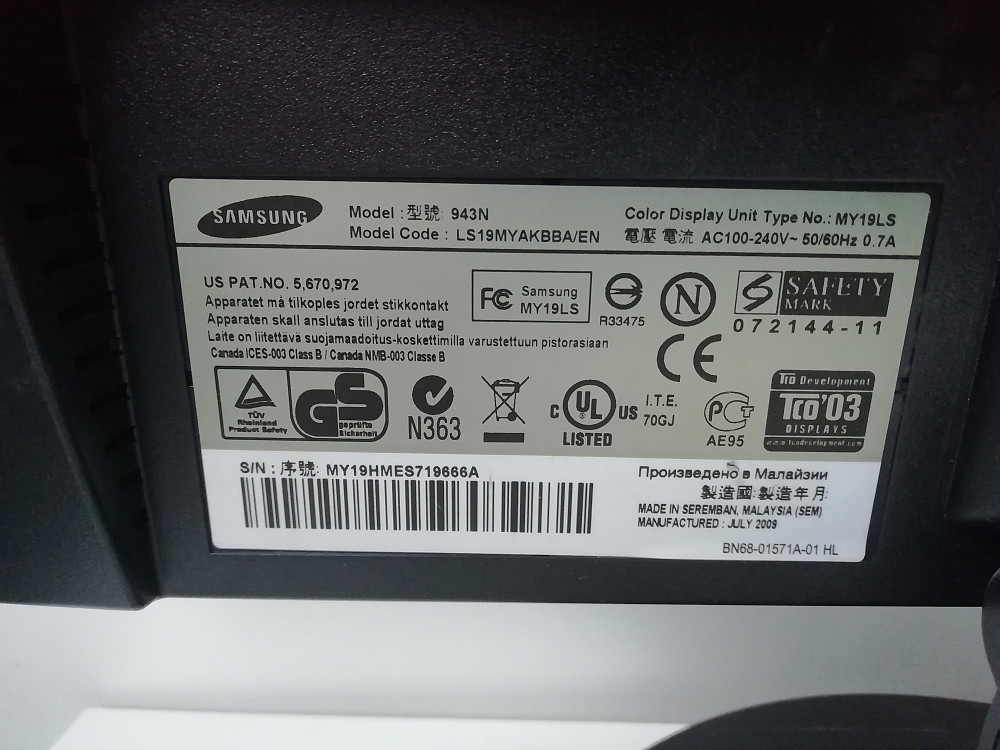 SAMSUNG
Model : 型號: 943N
Model Code : LS19MYAKBBA/EN
Color Display Unit Type No.: MY19LS
電壓 電流 AC100-240V~ 50/60Hz 0.7A
US PAT.NO. 5,670,972
Apparatet må tilkoples jordet stikkontakt
Apparaten skall anslutas till jordat uttag
Laite on liitettävä suojamaadoitus-koskettimilla varustettuun pistorasiaan
Canada ICES-003 Class B / Canada NMB-003 Classe B
FC Samsung
MY19LS
R33475
N
S SAFETY
MARK
072144-11
CE
TÜV
Rheinland
Product Safety
GS
geprüfte
Sicherheit
N363
C UL US
LISTED
I.T.E.
70GJ
PCT
AE95
TCO Development
TCO'03
DISPLAYS
www.tcodevelopment.com
S/N : 序號: MY19HMES719666A
Произведено в Малайзии
製造國:製造年月:
MADE IN SEREMBAN, MALAYSIA (SEM)
MANUFACTURED : JULY 2009
BN68-01571A-01 HL